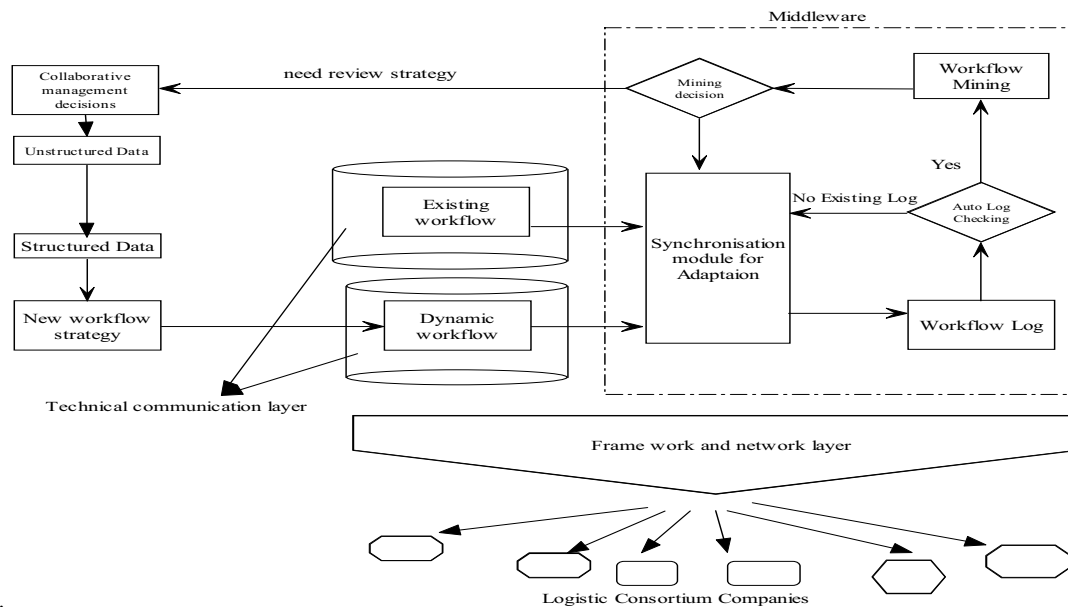 Middleware
need review strategy
Collaborative
management
decisions
Mining
decision
Workflow
Mining
Unstructured Data
Yes
Existing
workflow
No Existing Log
Auto Log
Checking
Structured Data
Synchronisation
module for
Adaptaion
New workflow
strategy
Dynamic
workflow
Workflow Log
Technical communication layer
Frame work and network layer
Logistic Consortium Companies